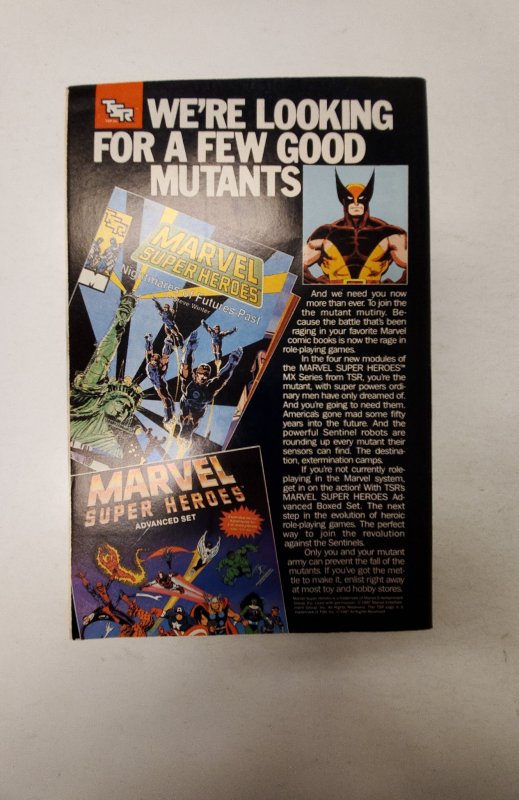 TSR
WE'RE LOOKING
FOR A FEW GOOD
MUTANTS
TSR
MARVEL
SUPER HEROES
Nightmares of Futures Past
Steve Winter
M
And we need you now
more than ever. To join the
the mutant mutiny. Be-
cause the battle that's been
raging in your favorite Marvel
comic books is now the rage in
role-playing games.
In the four new modules of
the MARVEL SUPER HEROES™
MX Series from TSR, you're the
mutant, with super powers ordi-
nary men have only dreamed of.
And you're going to need them.
America's gone mad some fifty
years into the future. And the
powerful Sentinel robots are
rounding up every mutant their
sensors can find. The destina-
tion, extermination camps.
If you're not currently role-
playing in the Marvel system,
get in on the action! With TSR's
MARVEL SUPER HEROES Ad-
vanced Boxed Set. The next
step in the evolution of heroic
role-playing games. The perfect
way to join the revolution
against the Sentinels.
Only you and your mutant
army can prevent the fall of the
mutants. If you've got the met-
tle to make it, enlist right away
at most toy and hobby stores.
MARVEL
SUPER HEROES™
ADVANCED SET